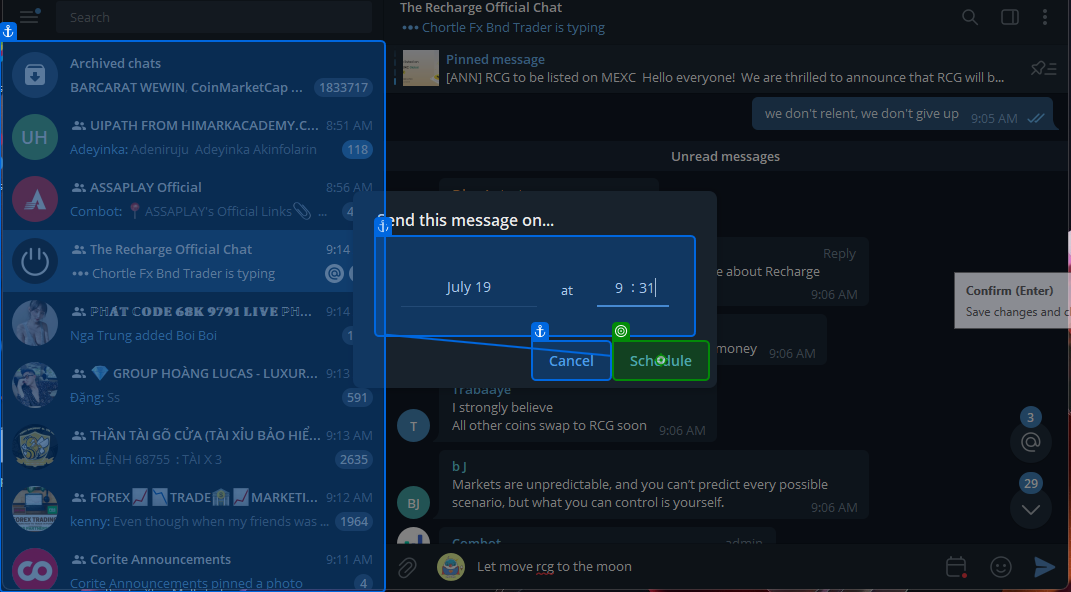 Search
The Recharge Official Chat
••• Chortle Fx Bnd Trader is typing
Archived chats
BARCARAT WEWIN, CoinMarketCap ... 1833717
UH
UIPATH FROM HIMARKACADEMY.C... 8:51 AM
Adeyinka: Adeniruju Adeyinka Akinfolarin 118
ASSAPLAY Official 8:56 AM
Combot: 📍 ASSAPLAY's Official Links📎 ... 4
The Recharge Official Chat 9:14
••• Chortle Fx Bnd Trader is typing @
ℙℍÁ𝕋 ℂ𝕆𝔻𝔼 𝟞𝟠𝕂 𝟡𝟟𝟡𝟙 𝕃𝕀𝕍𝔼 ℙℍ... 9:13
Nga Trung added Boi Boi 1
💎 GROUP HOÀNG LUCAS - LUXUR... 9:13
Đặng: Ss 591
THẦN TÀI GÕ CỬA (TÀI XỈU BẢO HIỂ... 9:13 AM
kim: LỆNH 68755 : TÀI X 3 2635
FOREX📈📉TRADE🏦📈MARKETI... 9:12 AM
kenny: Even though when my friends was ... 1964
FOREX TRADING
Corite Announcements 9:11 AM
Corite Announcements pinned a photo 4
Pinned message
[ANN] RCG to be listed on MEXC Hello everyone! We are thrilled to announce that RCG will b...
we don't relent, we don't give up 9:05 AM
Unread messages
Send this message on...
July 19 at 9 : 31
Cancel
Schedule
Reply
e about Recharge
9:06 AM
money 9:06 AM
Confirm (Enter)
Save changes and cl
Trabaaye
I strongly believe
All other coins swap to RCG soon 9:06 AM
T
b J
Markets are unpredictable, and you can't predict every possible
scenario, but what you can control is yourself.
9:06 AM
BJ
Combot admin
3
@
29
Let move rcg to the moon